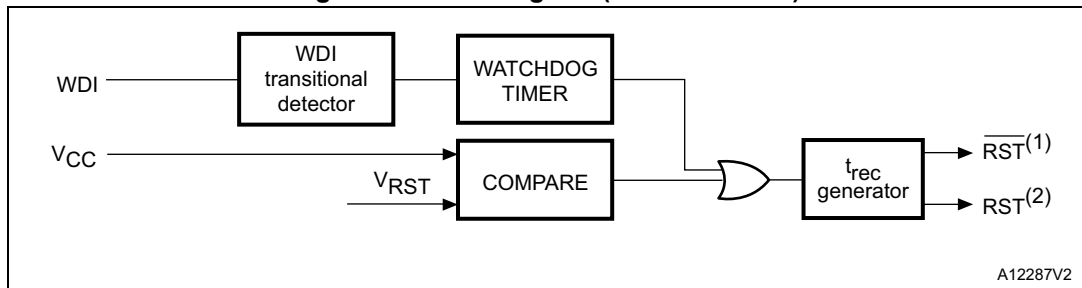 WDI
WDI
transitional
detector
WATCHDOG
TIMER
VCC
VRST
COMPARE
trec
generator
RST(1)
RST(2)
A12287V2